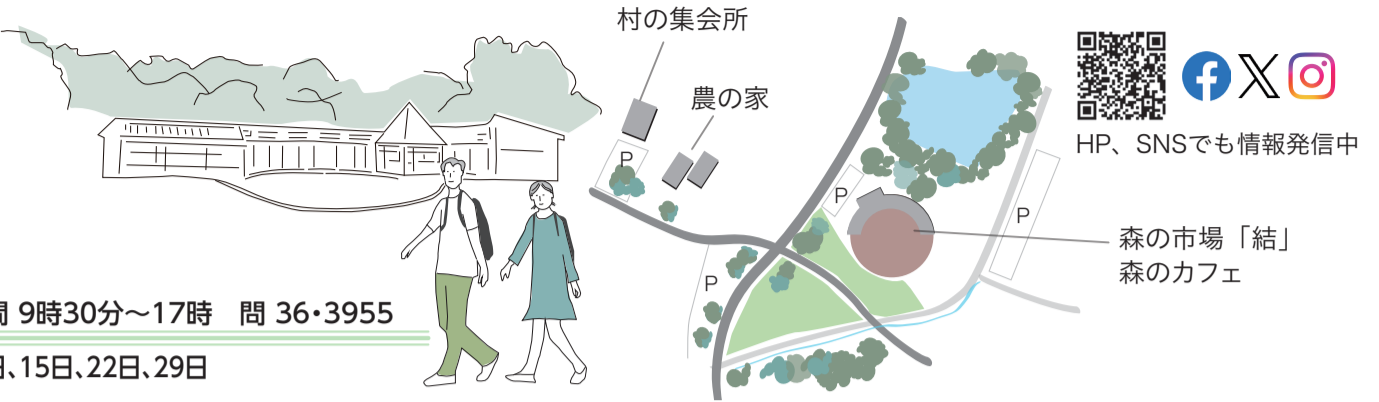 村の集会所
農の家
P
P
P
P
HP、SNSでも情報発信中
森の市場「結」
森のカフェ
9時30分〜17時 問 36・3955
、15日、22日、29日